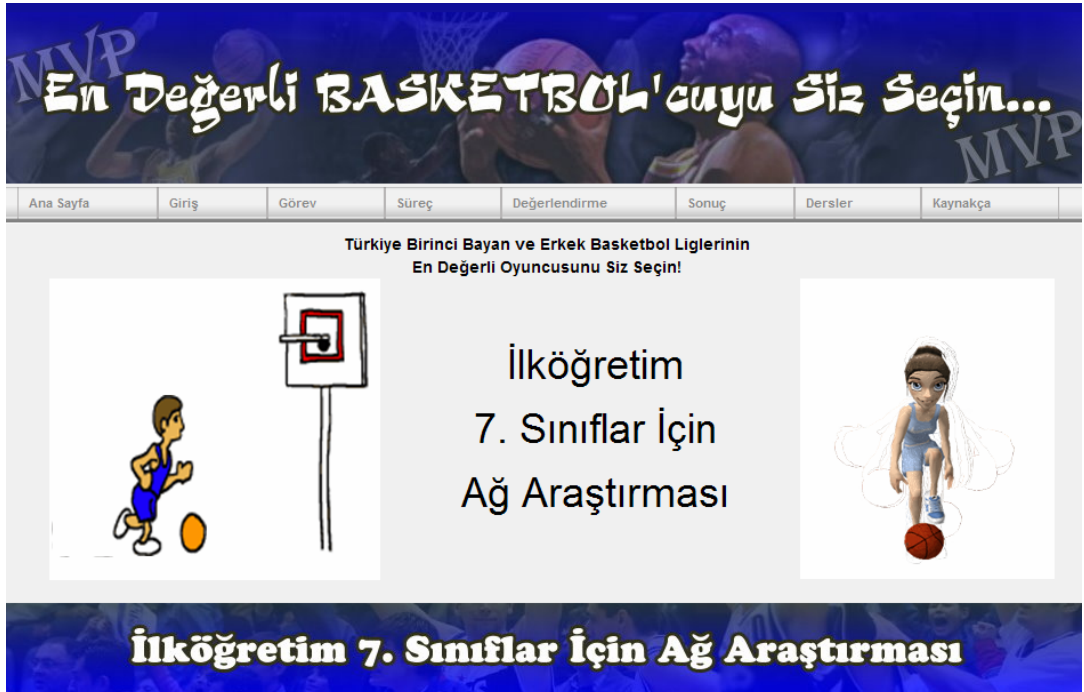 MVP
En Değerli BASKETBOL'cuyu Siz Seçin...
MVP
Ana Sayfa Giriş Görev Süreç Değerlendirme Sonuç Dersler Kaynakça
Türkiye Birinci Bayan ve Erkek Basketbol Liglerinin
En Değerli Oyuncusunu Siz Seçin!
İlköğretim
7. Sınıflar İçin
Ağ Araştırması
İlköğretim 7. Sınıflar İçin Ağ Araştırması